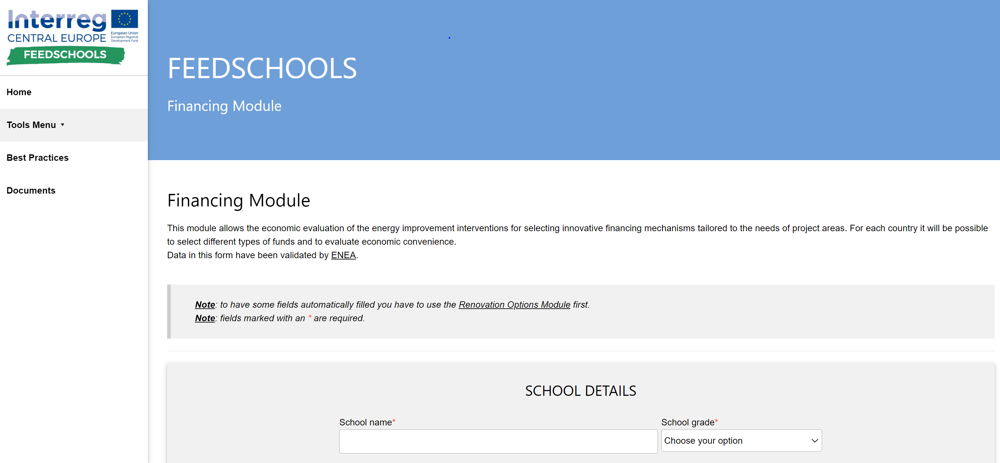 Interreg
CENTRAL EUROPE
European Union
European Regional
Development Fund
FEEDSCHOOLS
Home
Tools Menu ▼
Best Practices
Documents
FEEDSCHOOLS
Financing Module
Financing Module
This module allows the economic evaluation of the energy improvement interventions for selecting innovative financing mechanisms tailored to the needs of project areas. For each country it will be possible
to select different types of funds and to evaluate economic convenience.
Data in this form have been validated by ENEA.
Note: to have some fields automatically filled you have to use the Renovation Options Module first.
Note: fields marked with an * are required.
SCHOOL DETAILS
School name*
School grade*
Choose your option